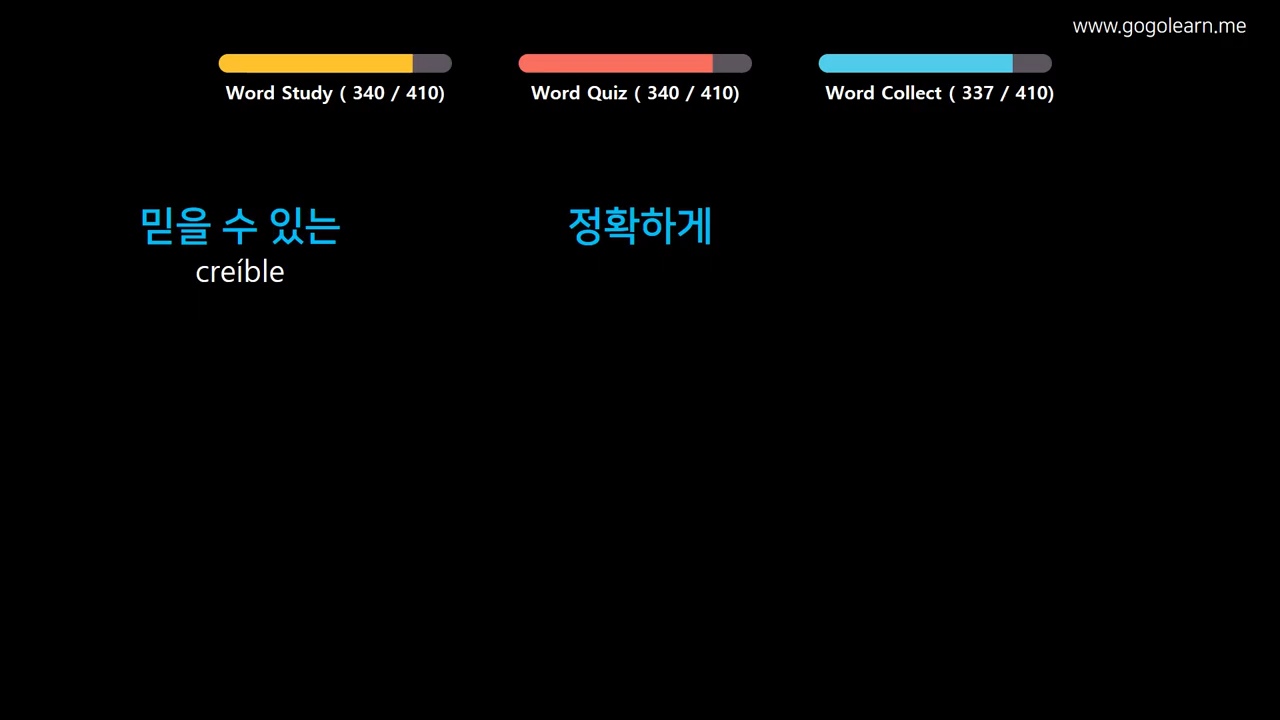 www.gogolearn.me
Word Study ( 340 / 410)
Word Quiz ( 340 / 410)
Word Collect ( 337 / 410)
믿을 수 있는
creíble
정확하게